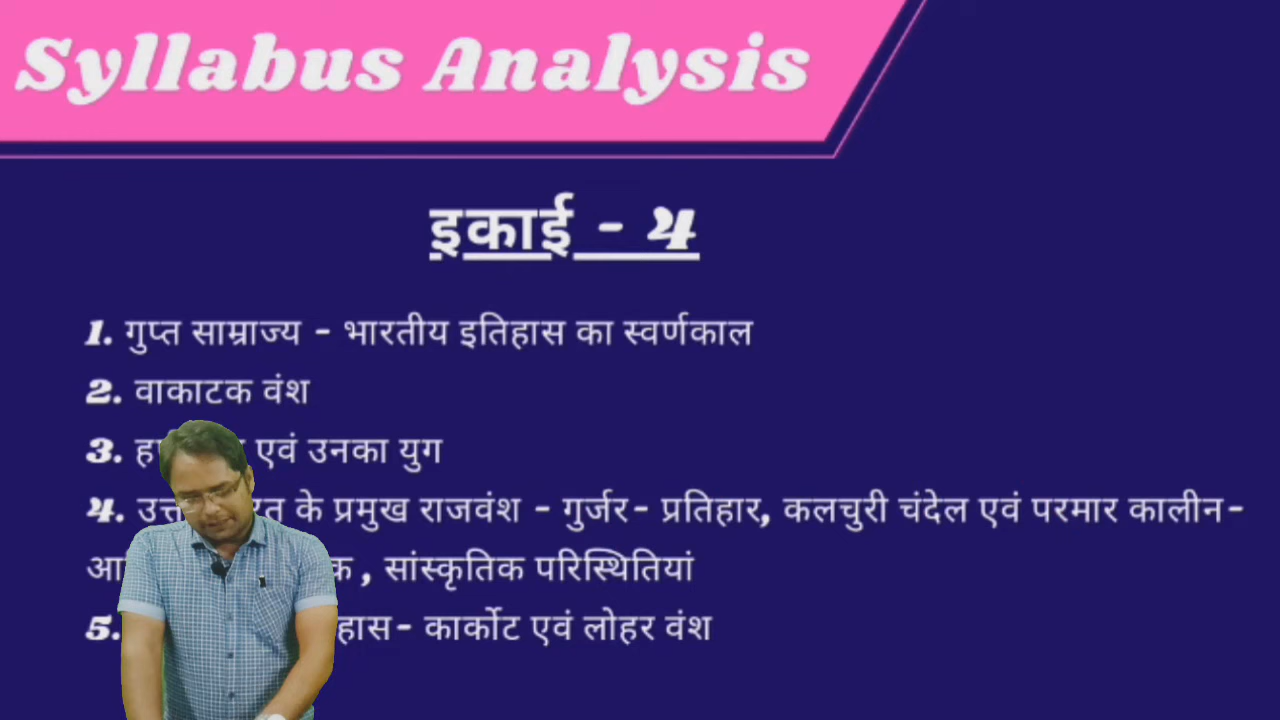 Syllabus Analysis
इकाई - 4
1. गुप्त साम्राज्य - भारतीय इतिहास का स्वर्णकाल
2. वाकाटक वंश
3. एवं उनका युग
4. के प्रमुख राजवंश - गुर्जर- प्रतिहार, कलचुरी चंदेल एवं परमार कालीन-
, सांस्कृतिक परिस्थितियां
5. कार्कोट एवं लोहर वंश